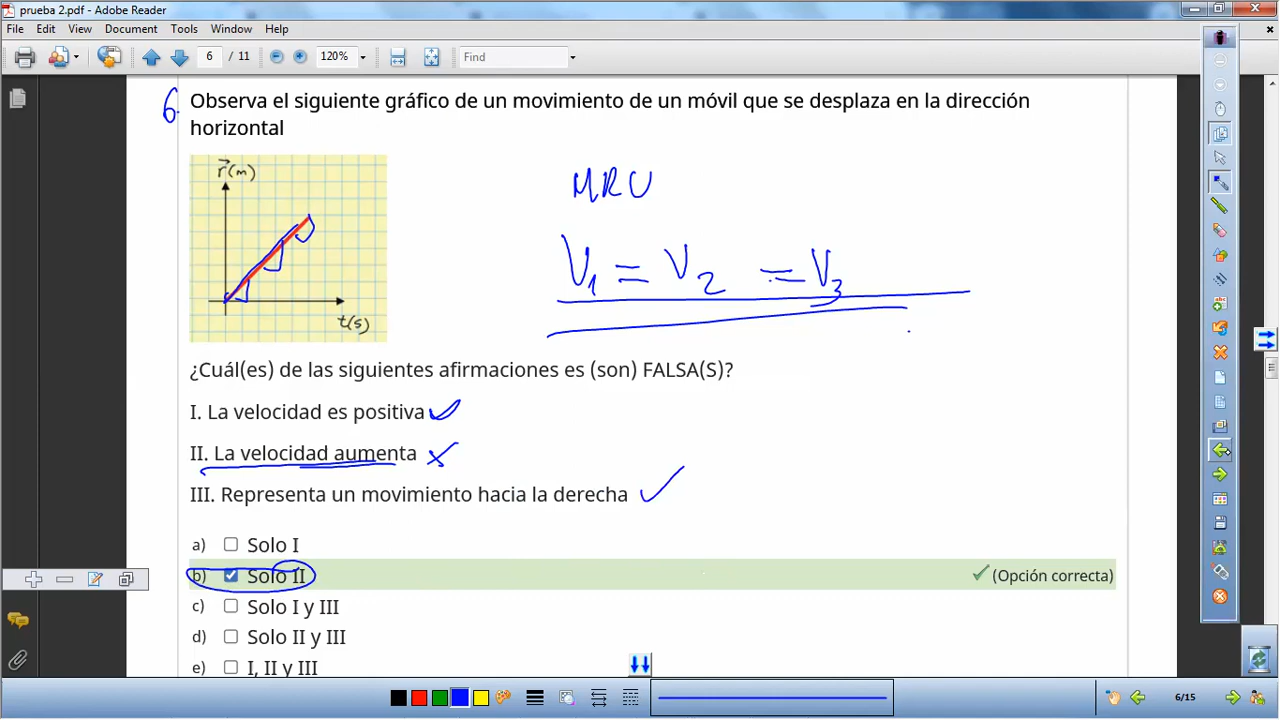 prueba 2.pdf - Adobe Reader
File Edit View Document Tools Window Help
6 / 11 120% Find
6. Observa el siguiente gráfico de un movimiento de un móvil que se desplaza en la dirección
horizontal
r(m)
t(s)
MRU
V1 = V2 = V3
¿Cuál(es) de las siguientes afirmaciones es (son) FALSA(S)?
I. La velocidad es positiva
II. La velocidad aumenta
III. Representa un movimiento hacia la derecha
a) Solo I
b) Solo II (Opción correcta)
c) Solo I y III
d) Solo II y III
e) I, II y III
6/15